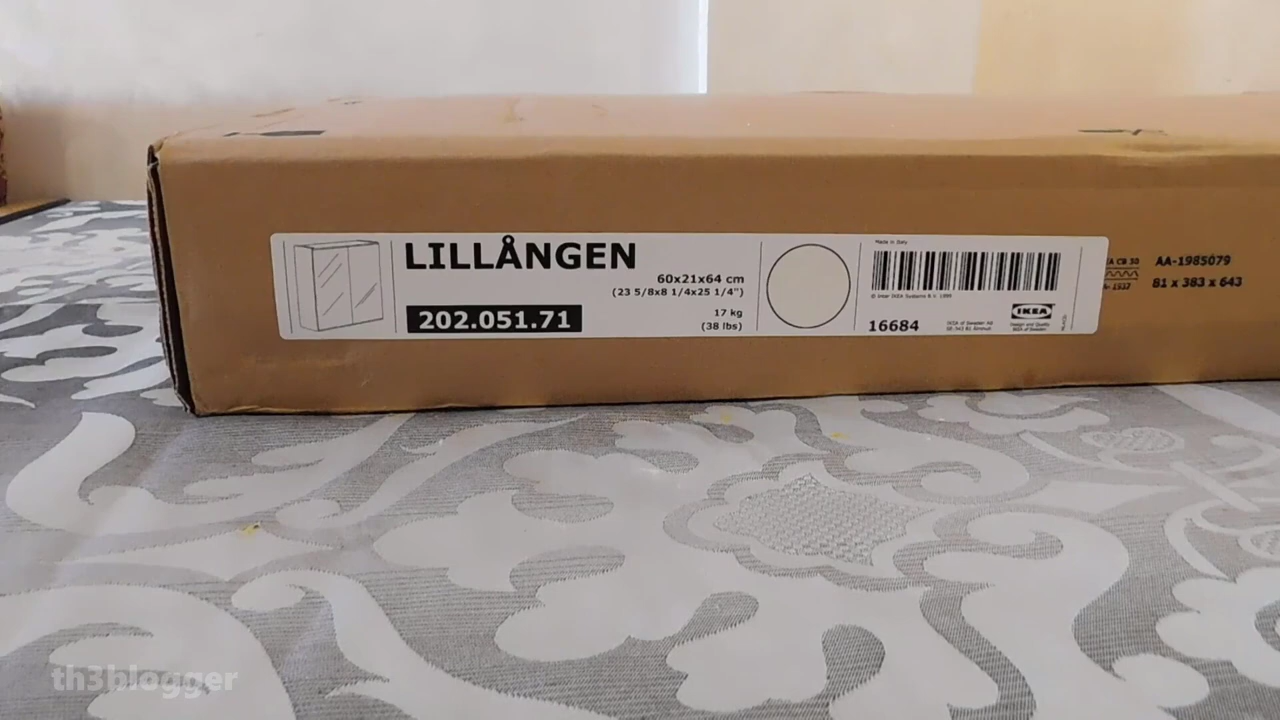 LILLÅNGEN
60x21x64 cm
(23 5/8x8 1/4x25 1/4")
202.051.71
17 kg
(38 lbs)
Made in Italy
© Inter IKEA Systems B.V. 1999
16684
IKEA of Sweden AB
SE-343 81 Älmhult
IKEA
Design and Quality
IKEA of Sweden
AA-1985079
81 x 383 x 643
th3blogger